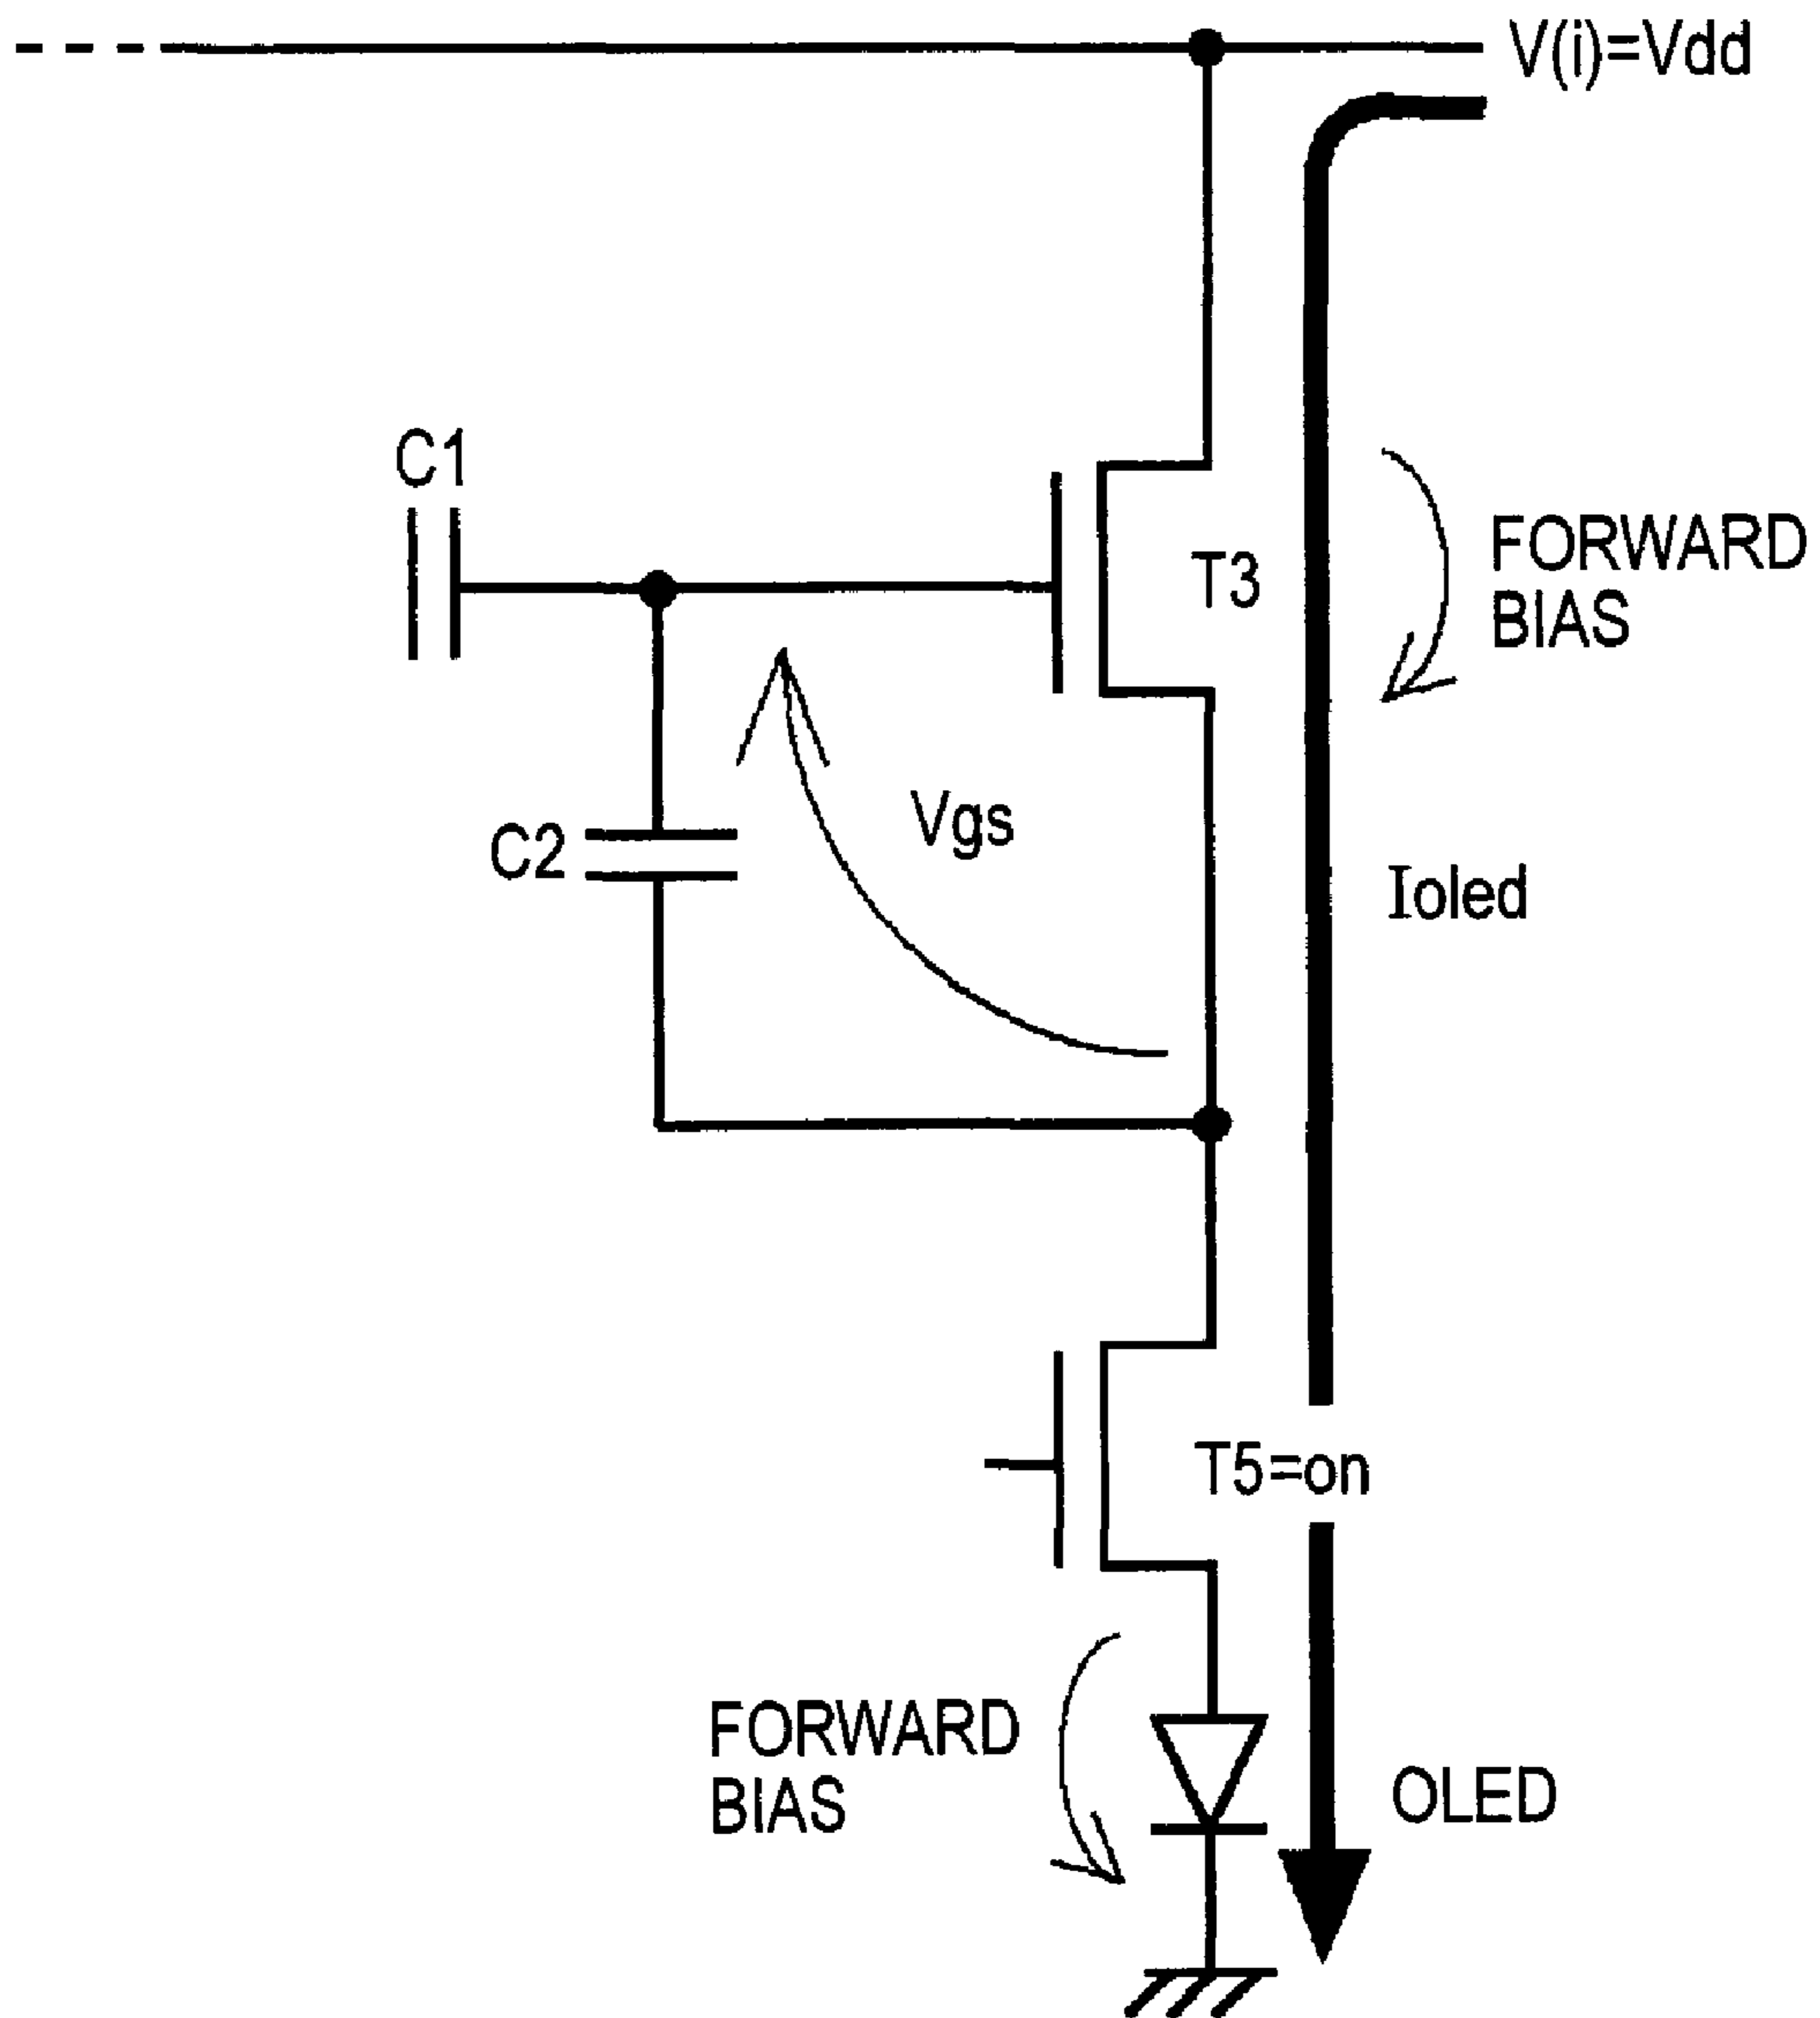 V(i)=Vdd
C1
T3
FORWARD
BIAS
Vgs
C2
Ioled
T5=on
FORWARD
BIAS
OLED